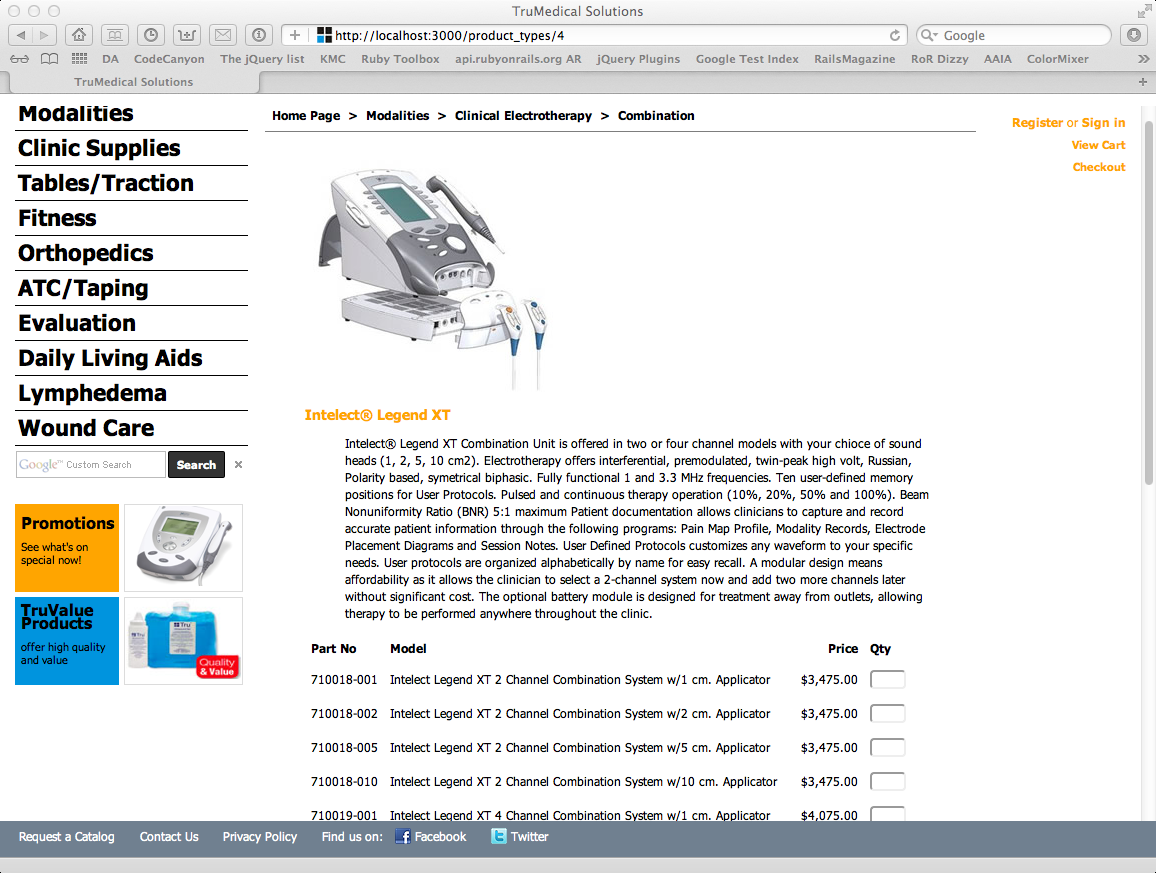 TruMedical Solutions
http://localhost:3000/product_types/4
Google
DA CodeCanyon The jQuery list KMC Ruby Toolbox api.rubyonrails.org AR jQuery Plugins Google Test Index RailsMagazine RoR Dizzy AAIA ColorMixer
TruMedical Solutions
Modalities
Clinic Supplies
Tables/Traction
Fitness
Orthopedics
ATC/Taping
Evaluation
Daily Living Aids
Lymphedema
Wound Care
Google™ Custom Search
Search
Promotions
See what's on
special now!
TruValue
Products
offer high quality
and value
Tru
Quality
& Value
Home Page > Modalities > Clinical Electrotherapy > Combination
Register or Sign in
View Cart
Checkout
Intelect® Legend XT
Intelect® Legend XT Combination Unit is offered in two or four channel models with your chioce of sound
heads (1, 2, 5, 10 cm2). Electrotherapy offers interferential, premodulated, twin-peak high volt, Russian,
Polarity based, symetrical biphasic. Fully functional 1 and 3.3 MHz frequencies. Ten user-defined memory
positions for User Protocols. Pulsed and continuous therapy operation (10%, 20%, 50% and 100%). Beam
Nonuniformity Ratio (BNR) 5:1 maximum Patient documentation allows clinicians to capture and record
accurate patient information through the following programs: Pain Map Profile, Modality Records, Electrode
Placement Diagrams and Session Notes. User Defined Protocols customizes any waveform to your specific
needs. User protocols are organized alphabetically by name for easy recall. A modular design means
affordability as it allows the clinician to select a 2-channel system now and add two more channels later
without significant cost. The optional battery module is designed for treatment away from outlets, allowing
therapy to be performed anywhere throughout the clinic.
Part No Model Price Qty
710018-001 Intelect Legend XT 2 Channel Combination System w/1 cm. Applicator $3,475.00
710018-002 Intelect Legend XT 2 Channel Combination System w/2 cm. Applicator $3,475.00
710018-005 Intelect Legend XT 2 Channel Combination System w/5 cm. Applicator $3,475.00
710018-010 Intelect Legend XT 2 Channel Combination System w/10 cm. Applicator $3,475.00
710019-001 Intelect Legend XT 4 Channel Combination System w/1 cm. Applicator $4,075.00
Request a Catalog Contact Us Privacy Policy Find us on: Facebook Twitter